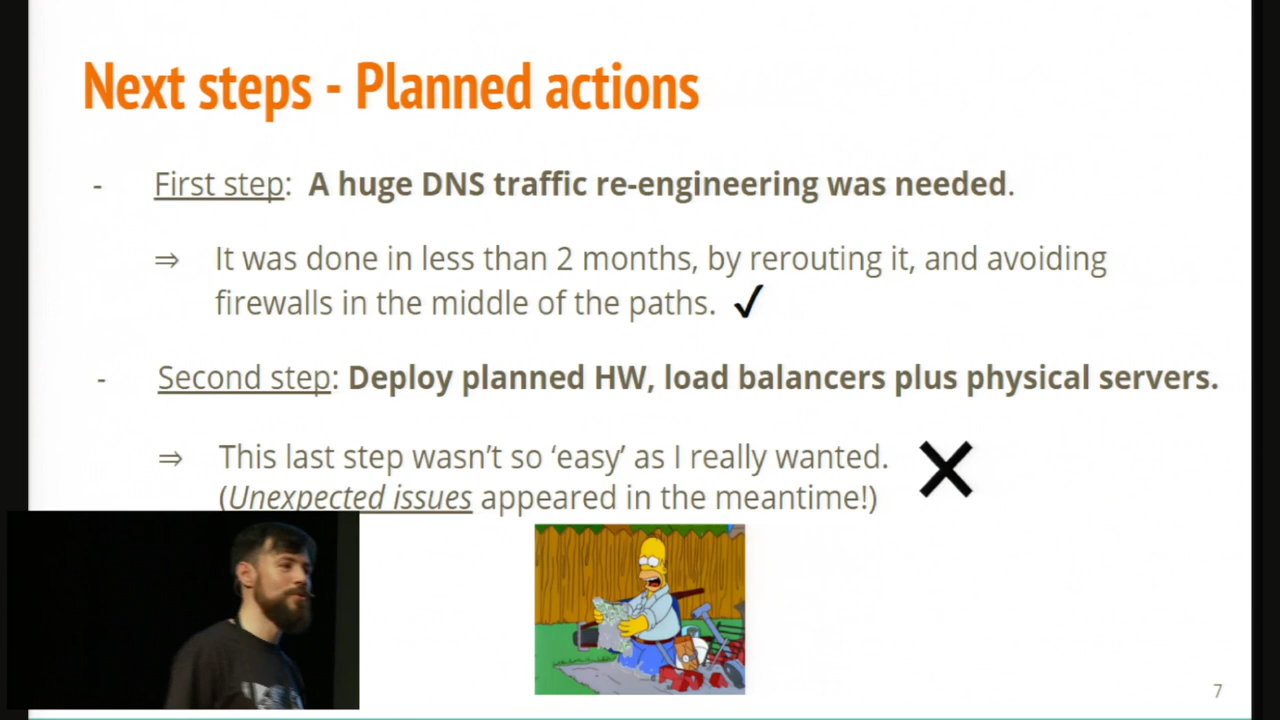 Next steps - Planned actions
- First step: A huge DNS traffic re-engineering was needed.
⇒ It was done in less than 2 months, by rerouting it, and avoiding
firewalls in the middle of the paths. ✓
- Second step: Deploy planned HW, load balancers plus physical servers.
⇒ This last step wasn't so ‘easy’ as I really wanted.
(Unexpected issues appeared in the meantime!)
7